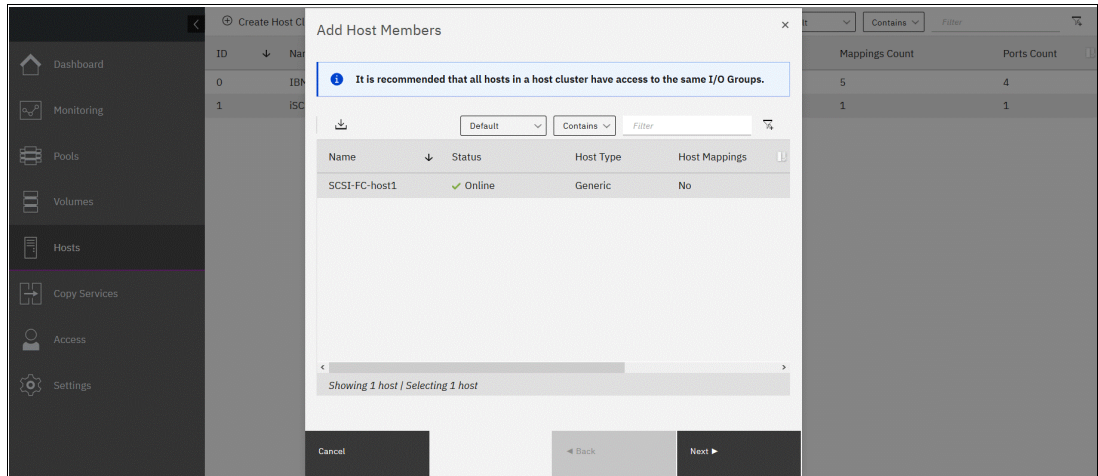 Create Host Cl
Add Host Members
Contains
Filter
Dashboard
Monitoring
Pools
Volumes
Hosts
Copy Services
Access
Settings
ID
Mappings Count
Ports Count
0
IBM
5
4
1
iSC
1
1
It is recommended that all hosts in a host cluster have access to the same I/O Groups.
Default
Contains
Filter
Name
Status
Host Type
Host Mappings
SCSI-FC-host1
Online
Generic
No
Showing 1 host | Selecting 1 host
Cancel
Back
Next